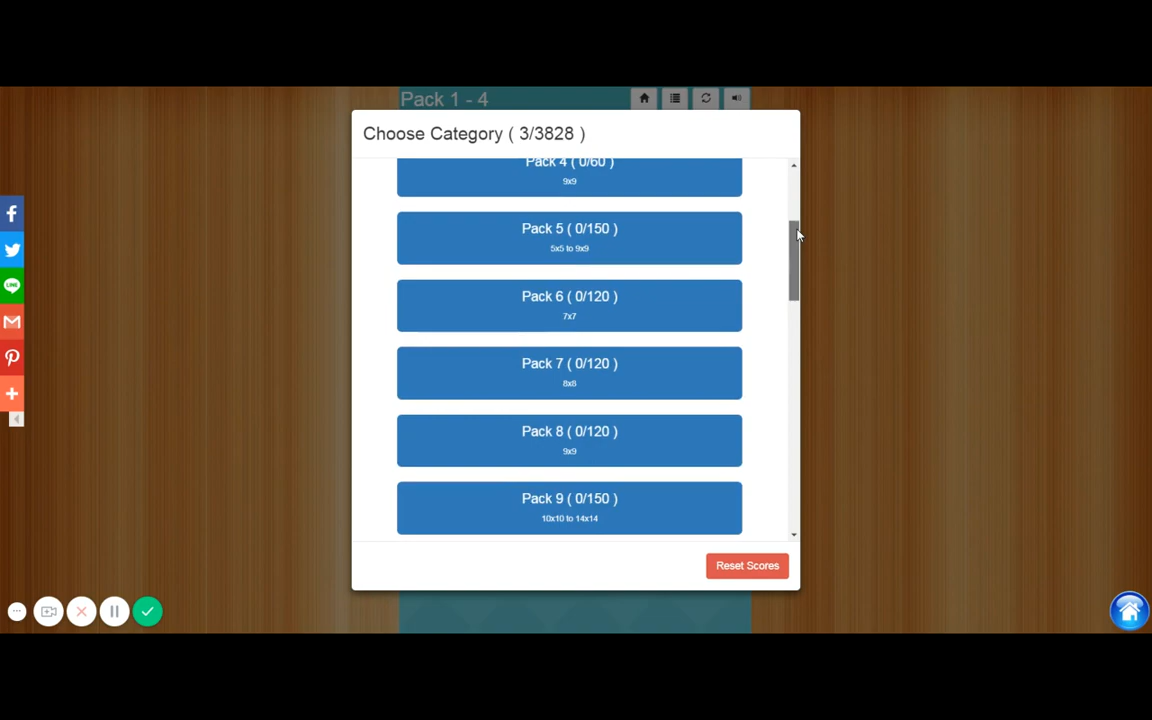 Pack 1 - 4
Choose Category ( 3/3828 )
Pack 4 ( 0/60 )
9x9
Pack 5 ( 0/150 )
5x5 to 9x9
Pack 6 ( 0/120 )
7x7
Pack 7 ( 0/120 )
8x8
Pack 8 ( 0/120 )
9x9
Pack 9 ( 0/150 )
10x10 to 14x14
Reset Scores
LINE